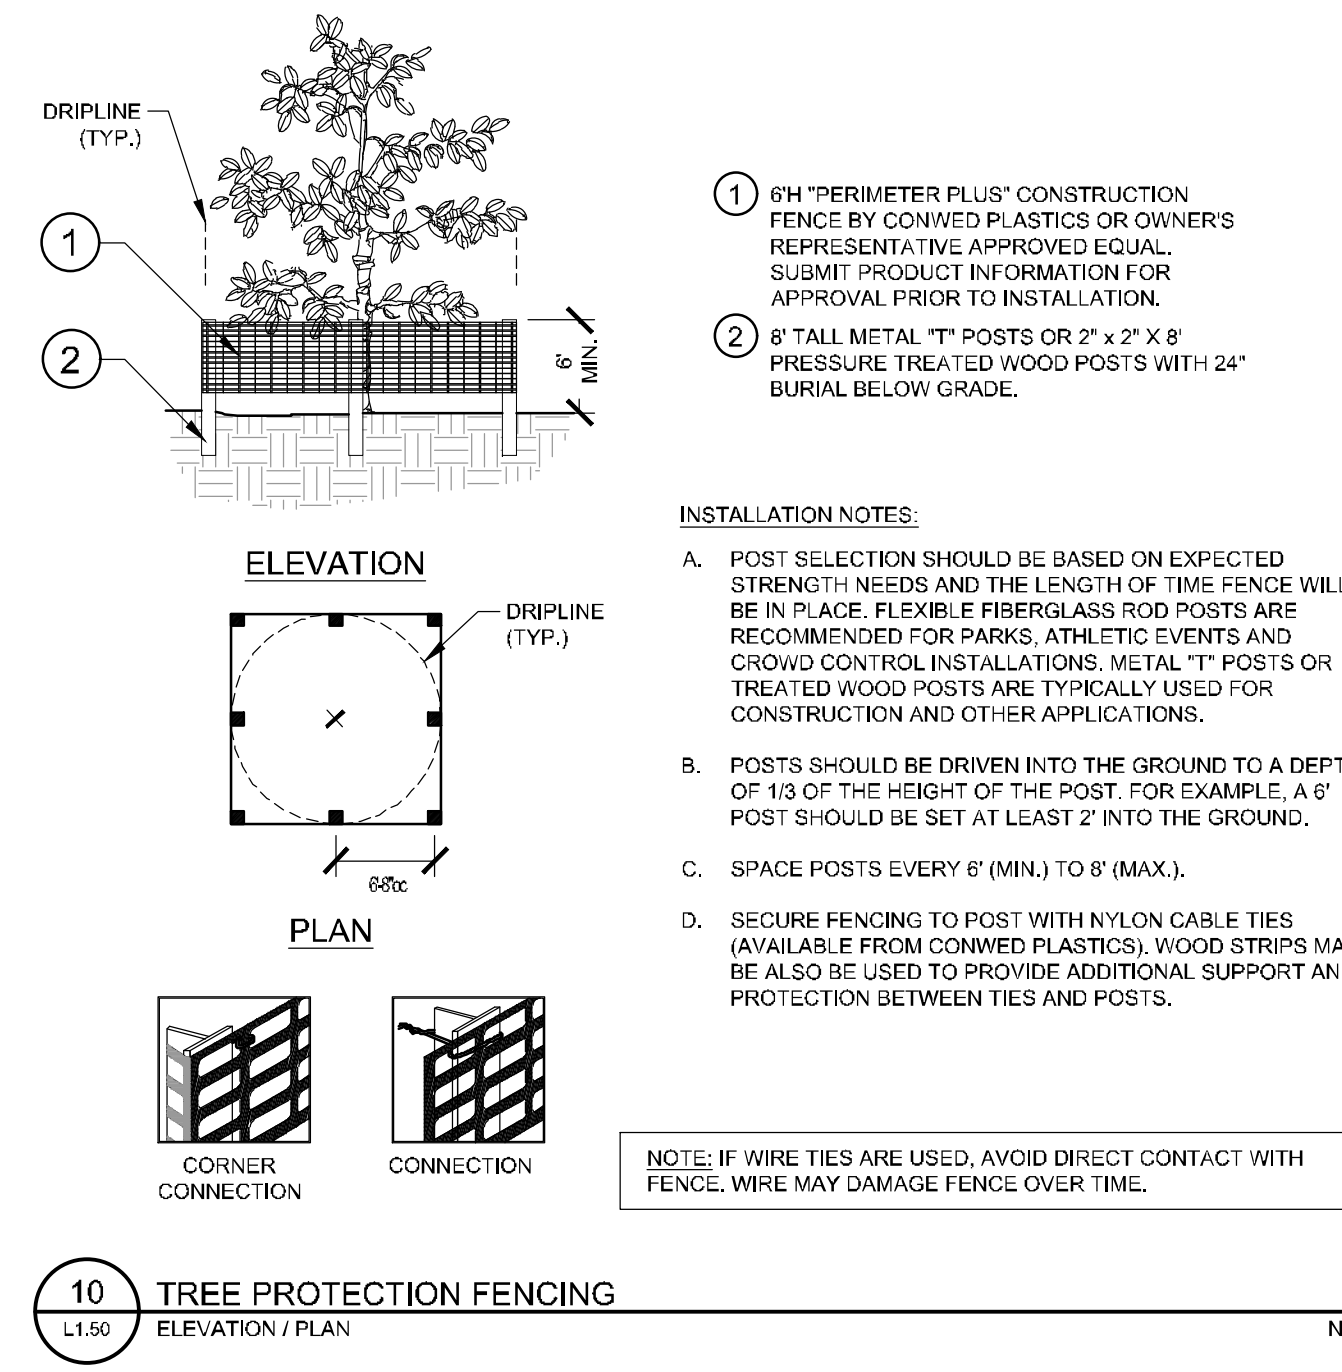 DRIPLINE
(TYP.)
1
2
6'
MIN.
ELEVATION
DRIPLINE
(TYP.)
6'-8"oc
PLAN
CORNER
CONNECTION
CONNECTION
1 6'H "PERIMETER PLUS" CONSTRUCTION
FENCE BY CONWED PLASTICS OR OWNER'S
REPRESENTATIVE APPROVED EQUAL.
SUBMIT PRODUCT INFORMATION FOR
APPROVAL PRIOR TO INSTALLATION.
2 8' TALL METAL "T" POSTS OR 2" x 2" X 8'
PRESSURE TREATED WOOD POSTS WITH 24"
BURIAL BELOW GRADE.
INSTALLATION NOTES:
A. POST SELECTION SHOULD BE BASED ON EXPECTED
STRENGTH NEEDS AND THE LENGTH OF TIME FENCE WILL
BE IN PLACE. FLEXIBLE FIBERGLASS ROD POSTS ARE
RECOMMENDED FOR PARKS, ATHLETIC EVENTS AND
CROWD CONTROL INSTALLATIONS. METAL "T" POSTS OR
TREATED WOOD POSTS ARE TYPICALLY USED FOR
CONSTRUCTION AND OTHER APPLICATIONS.
B. POSTS SHOULD BE DRIVEN INTO THE GROUND TO A DEPT
OF 1/3 OF THE HEIGHT OF THE POST. FOR EXAMPLE, A 6'
POST SHOULD BE SET AT LEAST 2' INTO THE GROUND.
C. SPACE POSTS EVERY 6' (MIN.) TO 8' (MAX.).
D. SECURE FENCING TO POST WITH NYLON CABLE TIES
(AVAILABLE FROM CONWED PLASTICS). WOOD STRIPS MA
BE ALSO BE USED TO PROVIDE ADDITIONAL SUPPORT AN
PROTECTION BETWEEN TIES AND POSTS.
NOTE: IF WIRE TIES ARE USED, AVOID DIRECT CONTACT WITH
FENCE. WIRE MAY DAMAGE FENCE OVER TIME.
10 TREE PROTECTION FENCING
L1.50 ELEVATION / PLAN N